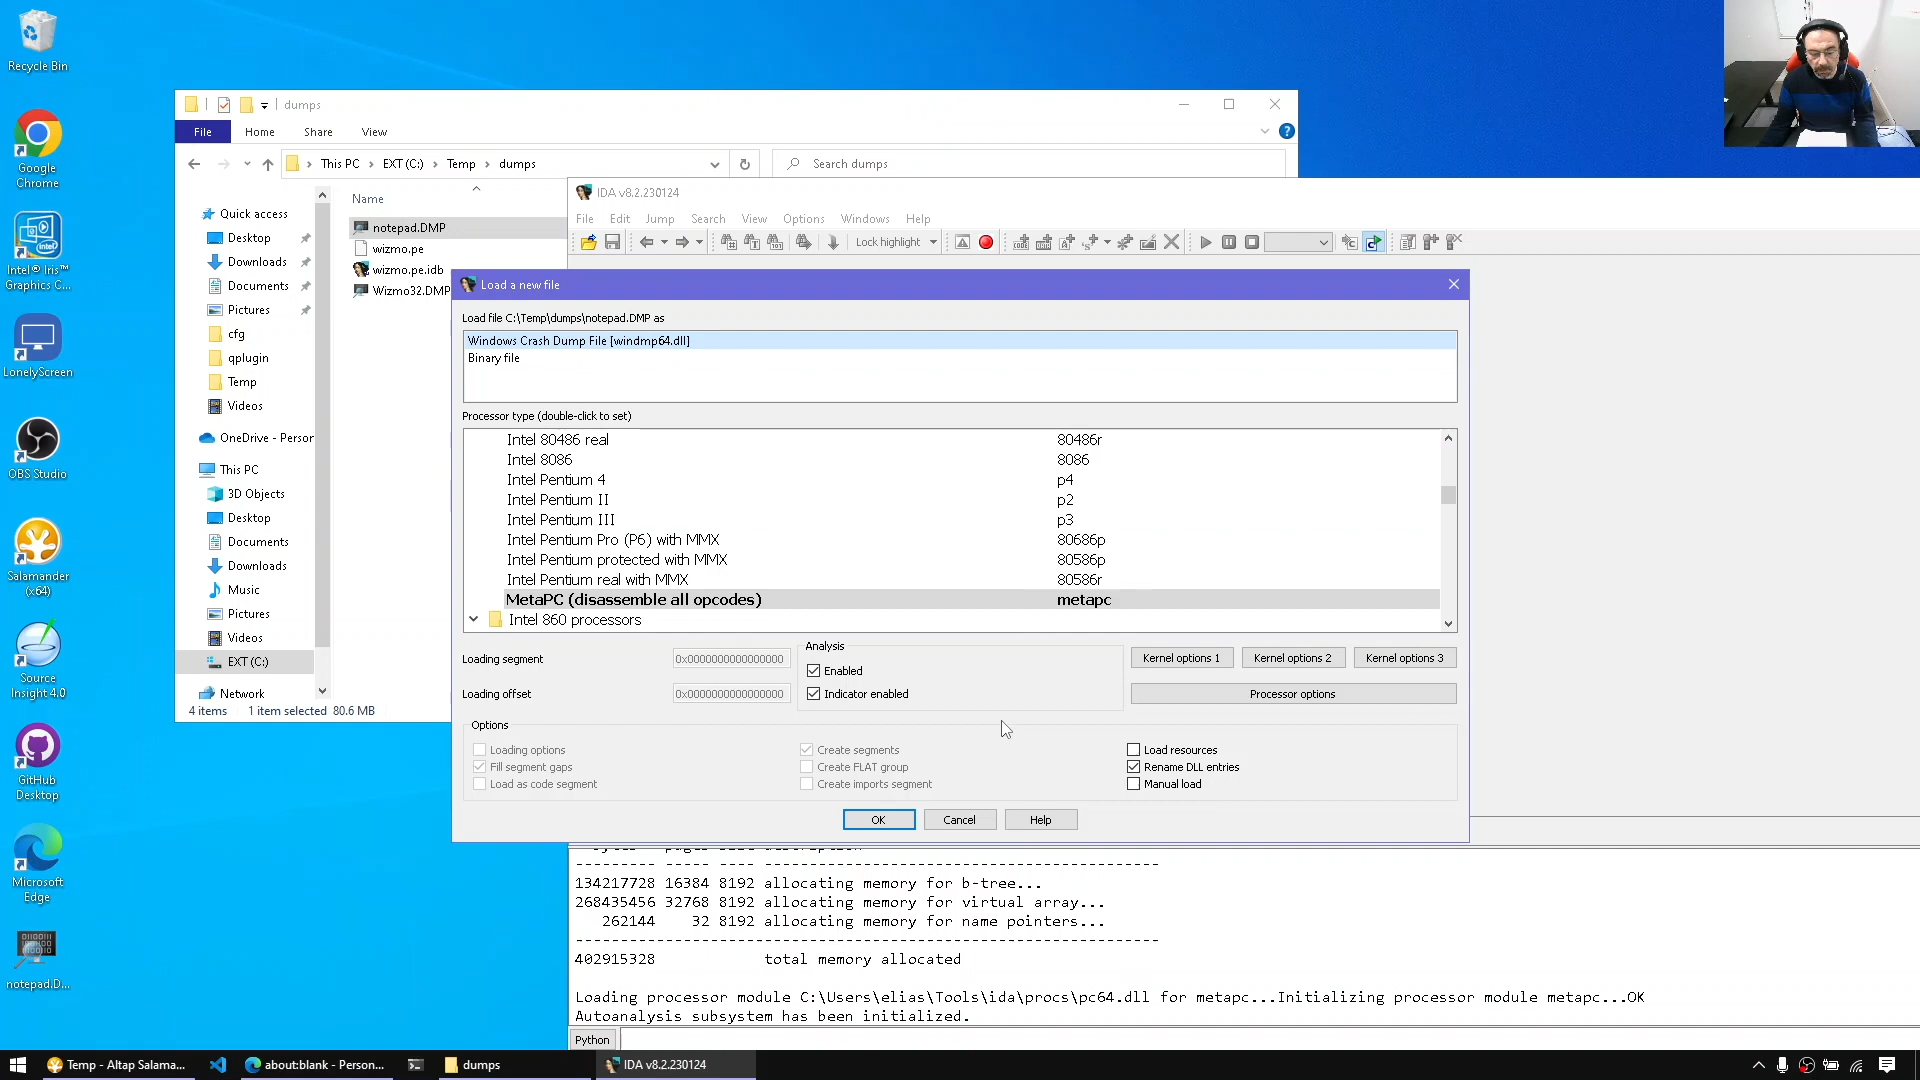 Recycle Bin
Google
Chrome
Intel® Iris™
Graphics C...
LonelyScreen
OBS Studio
Salamander
(x64)
Source
Insight 4.0
GitHub
Desktop
Microsoft
Edge
notepad.D...
dumps
File Home Share View
This PC EXT (C:) Temp dumps
Search dumps
Quick access
Desktop
Downloads
Documents
Pictures
cfg
qplugin
Temp
Videos
OneDrive - Person
This PC
3D Objects
Desktop
Documents
Downloads
Music
Pictures
Videos
EXT (C:)
Network
Name
notepad.DMP
wizmo.pe
wizmo.pe.idb
Wizmo32.DMP
4 items 1 item selected 80.6 MB
IDA v8.2.230124
File Edit Jump Search View Options Windows Help
Lock highlight
Load a new file
Load file C:\Temp\dumps\notepad.DMP as
Windows Crash Dump File [windmp64.dll]
Binary file
Processor type (double-click to set)
Intel 80486 real 80486r
Intel 8086 8086
Intel Pentium 4 p4
Intel Pentium II p2
Intel Pentium III p3
Intel Pentium Pro (P6) with MMX 80686p
Intel Pentium protected with MMX 80586p
Intel Pentium real with MMX 80586r
MetaPC (disassemble all opcodes) metapc
Intel 860 processors
Loading segment 0x0000000000000000
Loading offset 0x0000000000000000
Analysis
Enabled
Indicator enabled
Kernel options 1 Kernel options 2 Kernel options 3
Processor options
Options
Loading options Create segments Load resources
Fill segment gaps Create FLAT group Rename DLL entries
Load as code segment Create imports segment Manual load
OK Cancel Help
--------- ----- ---- --------------------------------------------
134217728 16384 8192 allocating memory for b-tree...
268435456 32768 8192 allocating memory for virtual array...
262144 32 8192 allocating memory for name pointers...
-----------------------------------------------------------------
402915328 total memory allocated
Loading processor module C:\Users\elias\Tools\ida\procs\pc64.dll for metapc...Initializing processor module metapc...OK
Autoanalysis subsystem has been initialized.
Python
Temp - Altap Salama... about:blank - Person... dumps IDA v8.2.230124